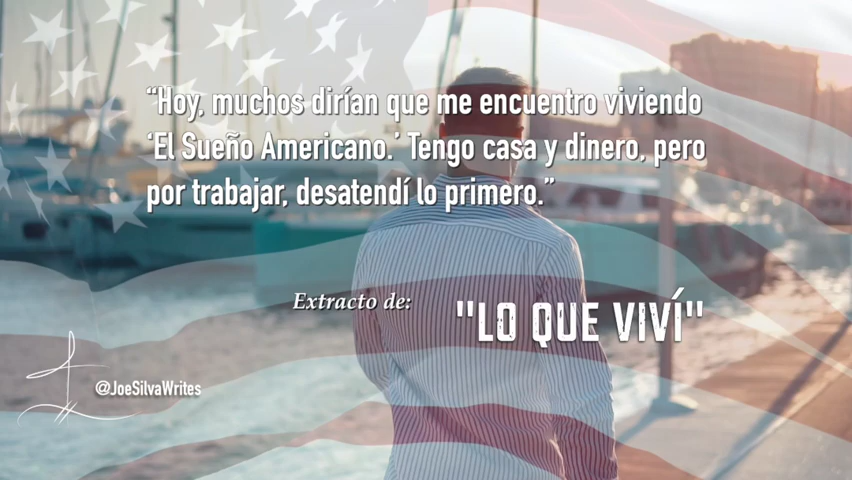 “Hoy, muchos dirían que me encuentro viviendo
‘El Sueño Americano.’ Tengo casa y dinero, pero
por trabajar, desatendí lo primero.”
Extracto de:
"LO QUE VIVÍ"
@JoeSilvaWrites